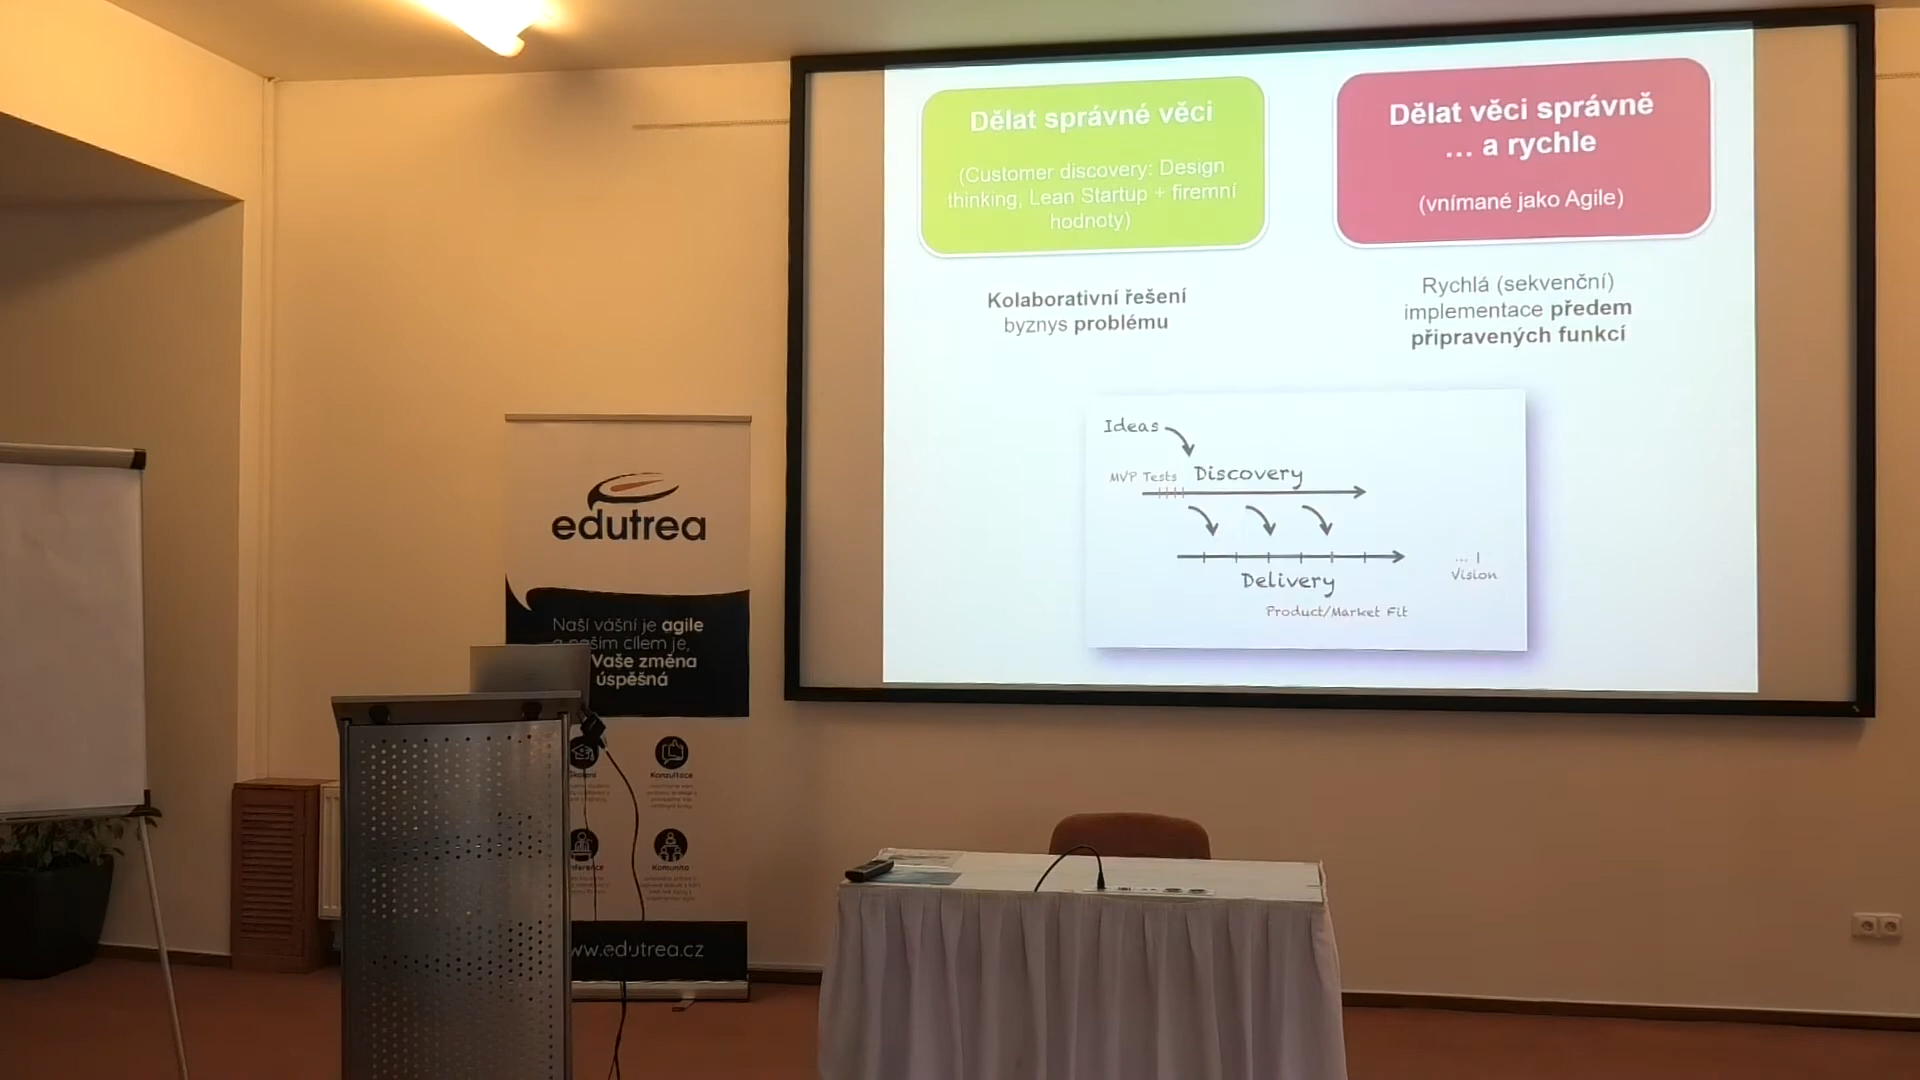 Dělat správné věci
(Customer discovery: Design
thinking, Lean Startup + firemní
hodnoty)
Dělat věci správně
... a rychle
(vnímané jako Agile)
Kolaborativní řešení
byznys problému
Rychlá (sekvenční)
implementace předem
připravených funkcí
Ideas
MVP Tests
Discovery
Delivery
Product/Market Fit
... |
Vision
edutrea
Naší vášní je agile
a naším cílem je,
Vaše změna
úspěšná
Konzultace
Komunita
www.edutrea.cz